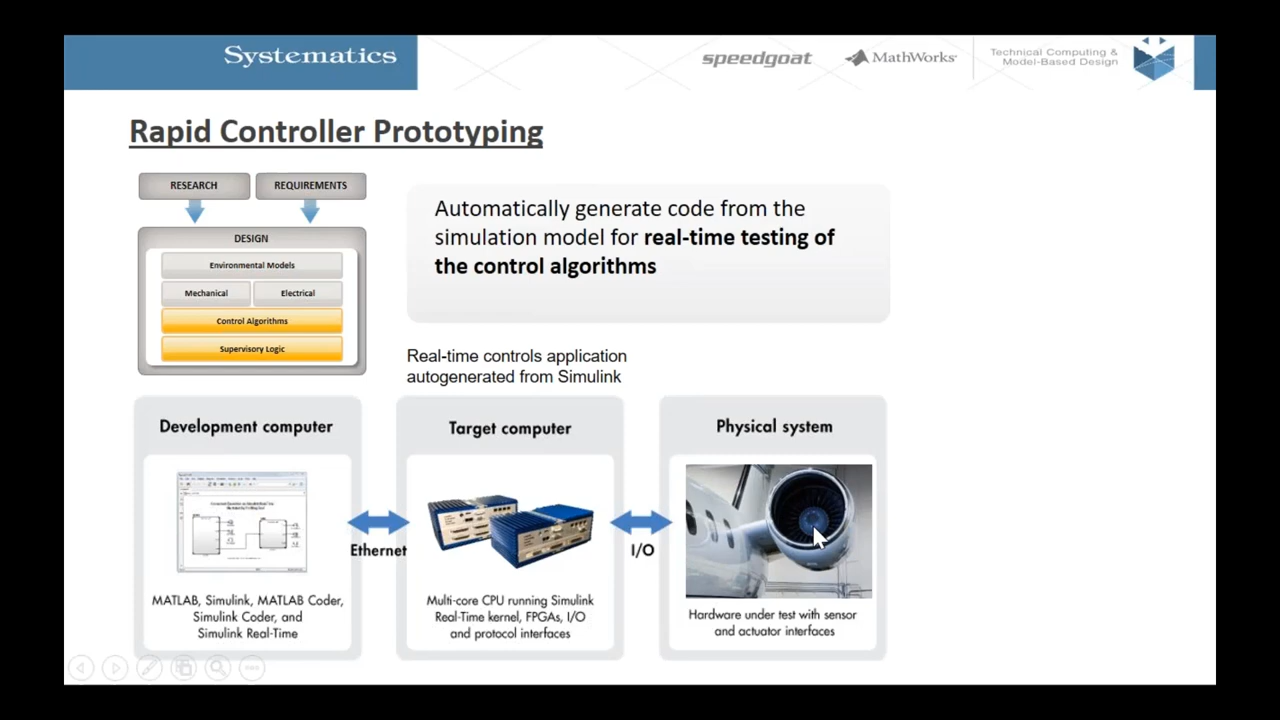 Systematics
speedgoat
MathWorks
Technical Computing &
Model-Based Design
Rapid Controller Prototyping
RESEARCH
REQUIREMENTS
DESIGN
Environmental Models
Mechanical
Electrical
Control Algorithms
Supervisory Logic
Automatically generate code from the
simulation model for real-time testing of
the control algorithms
Real-time controls application
autogenerated from Simulink
Development computer
MATLAB, Simulink, MATLAB Coder,
Simulink Coder, and
Simulink Real-Time
Ethernet
Target computer
Multi-core CPU running Simulink
Real-Time kernel, FPGAs, I/O
and protocol interfaces
I/O
Physical system
Hardware under test with sensor
and actuator interfaces